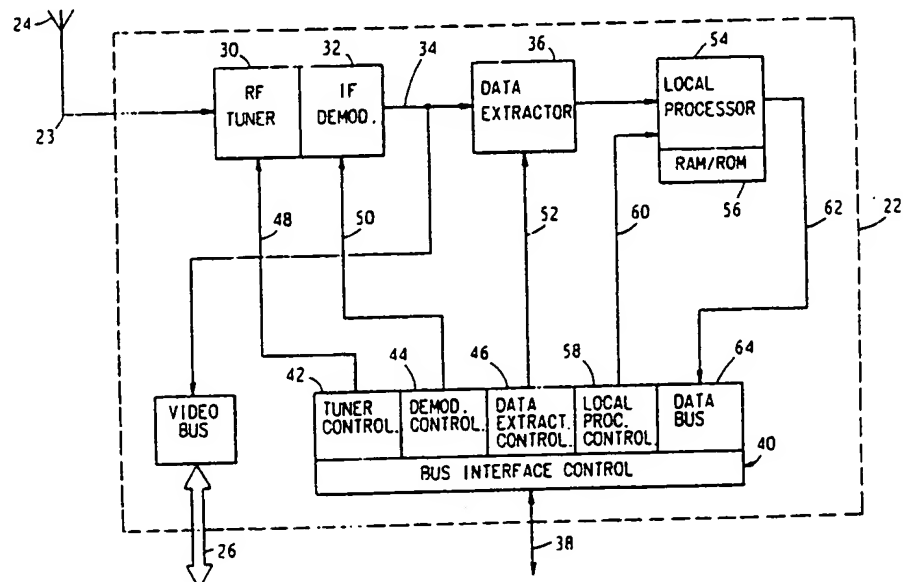 24
30
32
34
36
54
RF
TUNER
IF
DEMOD.
DATA
EXTRACTOR
LOCAL
PROCESSOR
RAM/ROM
23
48
50
52
60
56
62
22
42
44
46
58
64
VIDEO
BUS
TUNER
CONTROL.
DEMOD.
CONTROL.
DATA
EXTRACT.
CONTROL.
LOCAL
PROC.
CONTROL
DATA
BUS
40
BUS INTERFACE CONTROL
26
38